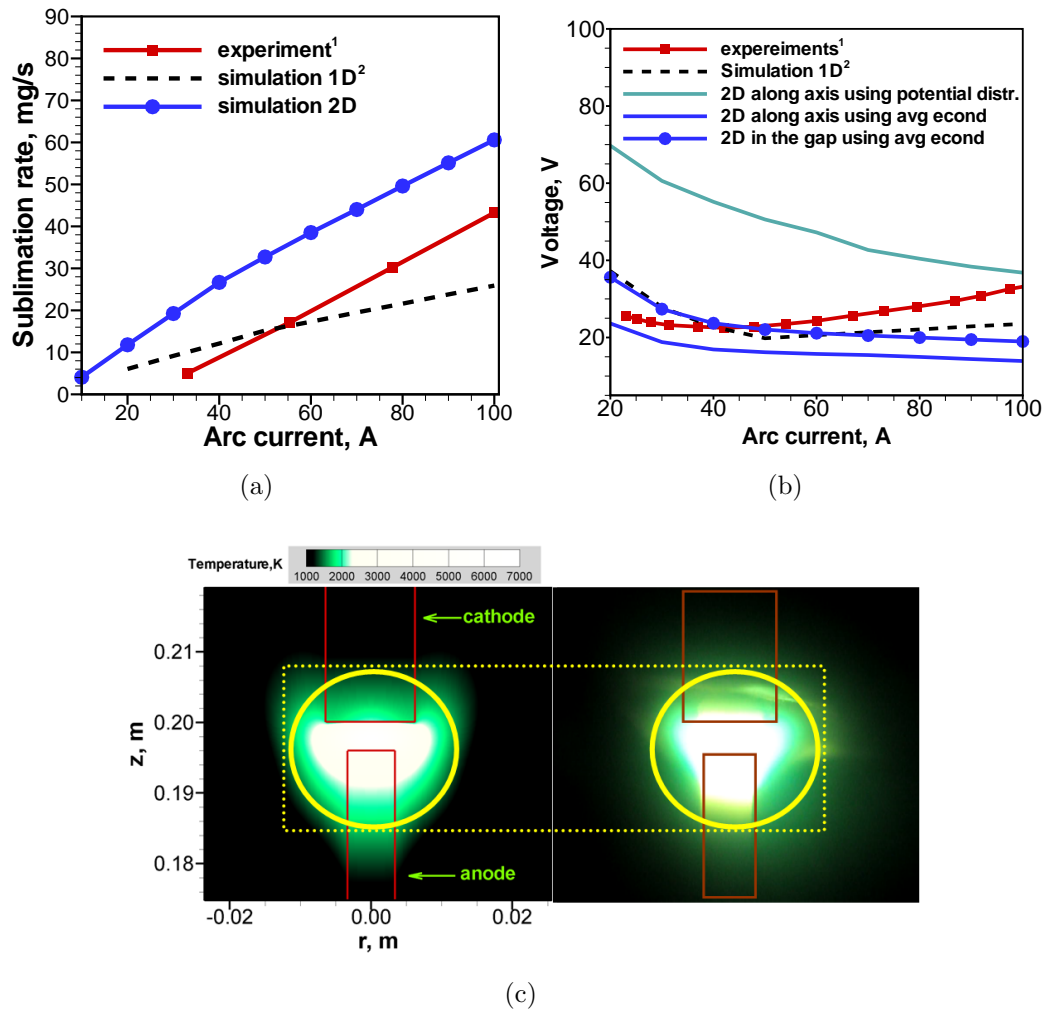 90
80
70
60
50
40
30
20
10
0
Sublimation rate, mg/s
experiment¹
simulation 1D²
simulation 2D
20 40 60 80 100
Arc current, A
(a)
100
80
60
40
20
Voltage, V
expereiments¹
Simulation 1D²
2D along axis using potential distr.
2D along axis using avg econd
2D in the gap using avg econd
20 40 60 80 100
Arc current, A
(b)
Temperature,K
1000 2000 3000 4000 5000 6000 7000
cathode
0.21
0.20
0.19
0.18
z, m
anode
-0.02 0.00 0.02
r, m
(c)